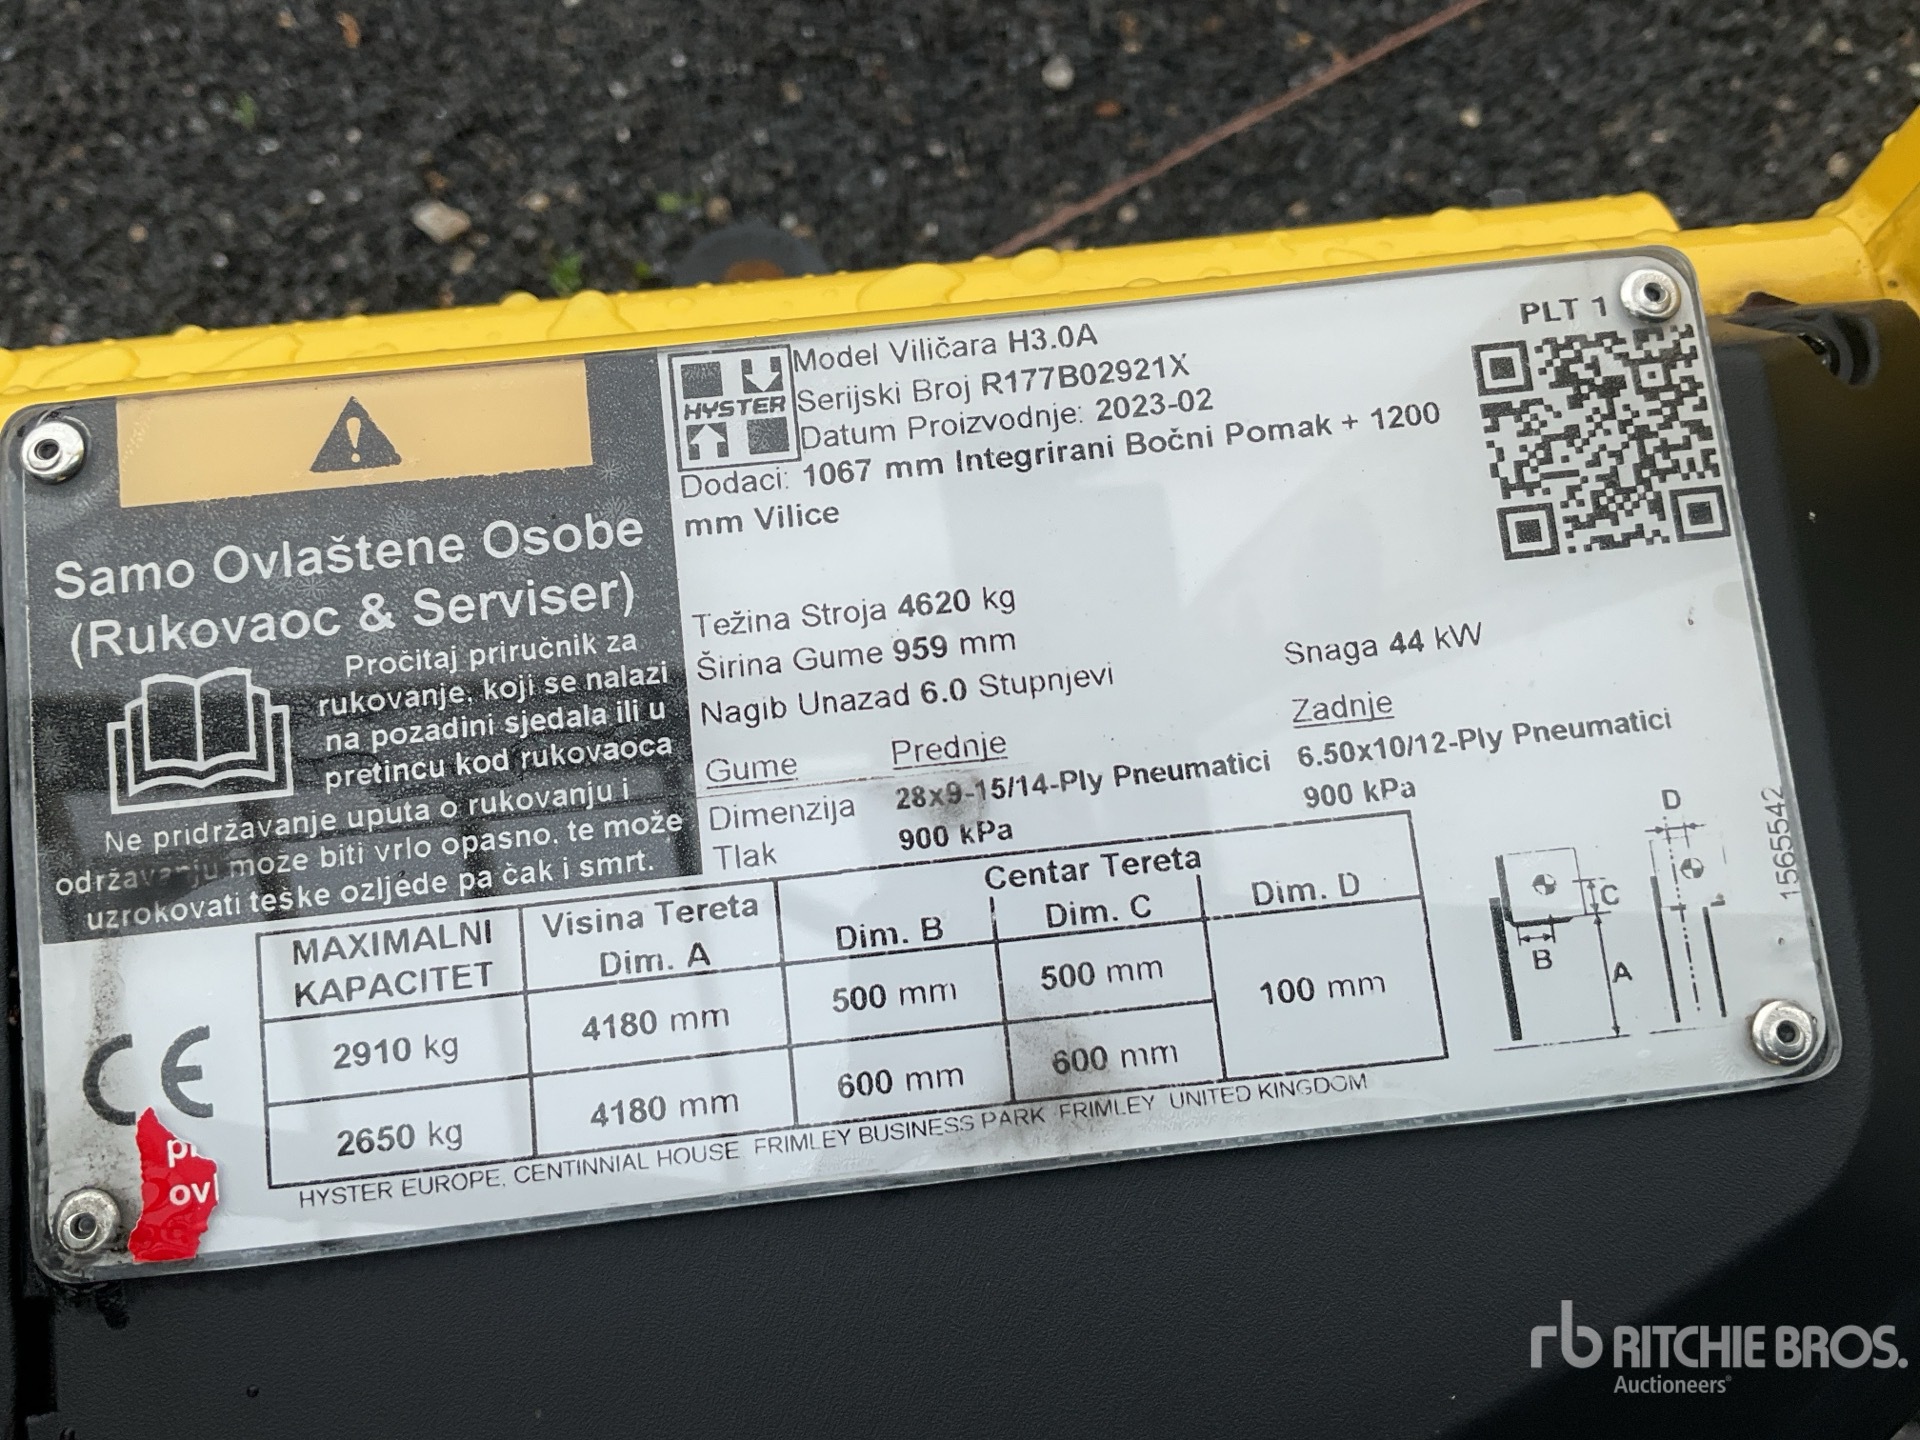 Samo Ovlaštene Osobe
(Rukovaoc & Serviser)
Pročitaj priručnik za
rukovanje, koji se nalazi
na pozadini sjedala ili u
pretincu kod rukovaoca
Ne pridržavanje uputa o rukovanju i
održavanju može biti vrlo opasno, te može
uzrokovati teške ozljede pa čak i smrt.
HYSTER
Model Viličara H3.0A
Serijski Broj R177B02921X
Datum Proizvodnje: 2023-02
Dodaci: 1067 mm Integrirani Bočni Pomak + 1200
mm Vilice
PLT 1
Težina Stroja 4620 kg
Širina Gume 959 mm
Snaga 44 kW
Nagib Unazad 6.0 Stupnjevi
Gume Prednje Zadnje
Dimenzija 28x9-15/14-Ply Pneumatici 6.50x10/12-Ply Pneumatici
Tlak 900 kPa 900 kPa
MAXIMALNI KAPACITET
Visina Tereta Dim. A
Centar Tereta
Dim. B Dim. C Dim. D
2910 kg 4180 mm 500 mm 500 mm 100 mm
2650 kg 4180 mm 600 mm 600 mm
HYSTER EUROPE, CENTINNIAL HOUSE FRIMLEY BUSINESS PARK FRIMLEY UNITED KINGDOM
CE
D
C
B
A
1565542
rb RITCHIE BROS.
Auctioneers